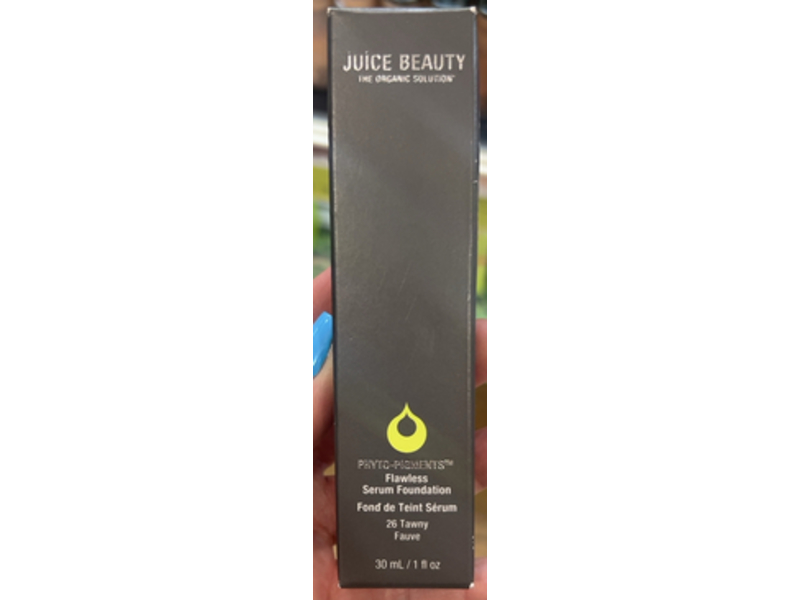 JUICE BEAUTY
THE ORGANIC SOLUTION
PHYTO-PIGMENTS™
Flawless
Serum Foundation
Fond de Teint Sérum
26 Tawny
Fauve
30 mL / 1 fl oz